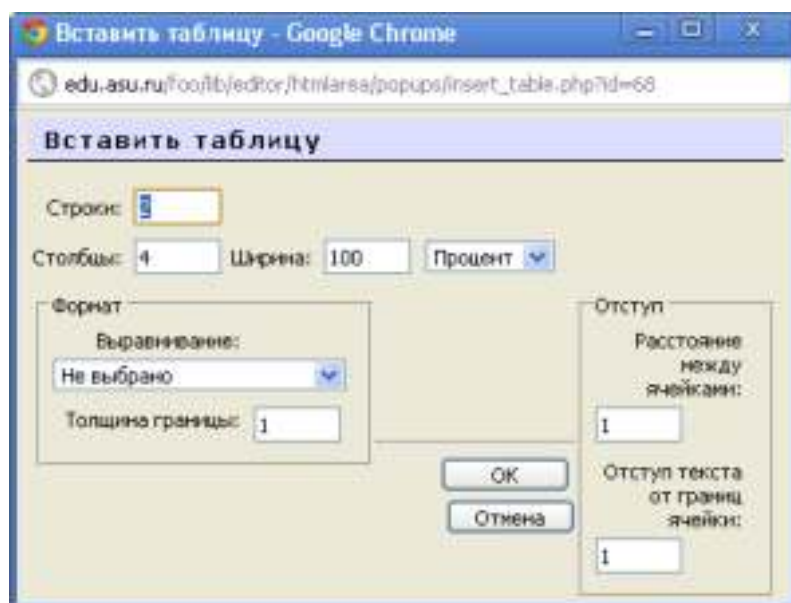 Вставить таблицу - Google Chrome
edu.asu.ru/foo/lib/editor/htmlarea/popups/insert_table.php?id=68
Вставить таблицу
Строки: 2
Столбцы: 4 Ширина: 100 Процент
Формат
Выравнивание:
Не выбрано
Толщина границы: 1
Отступ
Расстояние
между
ячейками:
1
OK
Отмена
Отступ текста
от границ
ячейки:
1